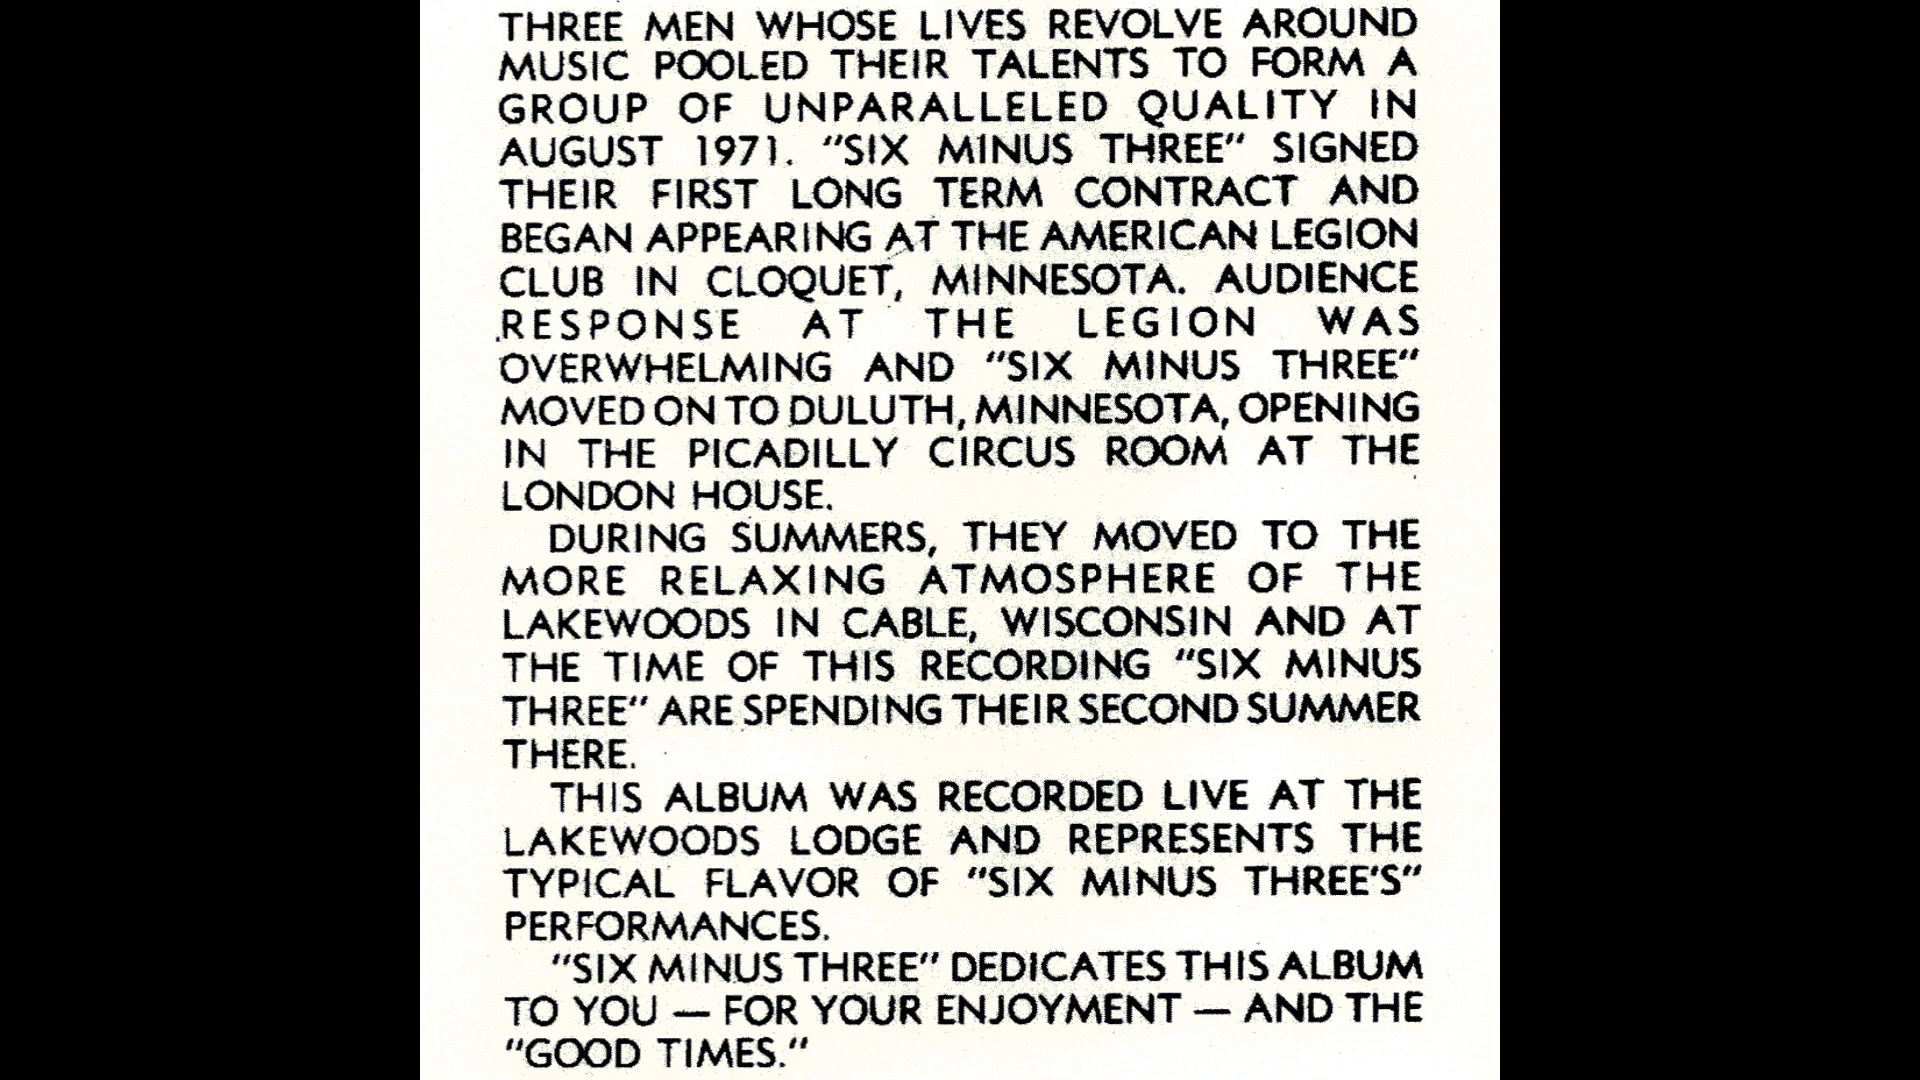 THREE MEN WHOSE LIVES REVOLVE AROUND
MUSIC POOLED THEIR TALENTS TO FORM A
GROUP OF UNPARALLELED QUALITY IN
AUGUST 1971. "SIX MINUS THREE" SIGNED
THEIR FIRST LONG TERM CONTRACT AND
BEGAN APPEARING AT THE AMERICAN LEGION
CLUB IN CLOQUET, MINNESOTA. AUDIENCE
RESPONSE AT THE LEGION WAS
OVERWHELMING AND "SIX MINUS THREE"
MOVED ON TO DULUTH, MINNESOTA, OPENING
IN THE PICADILLY CIRCUS ROOM AT THE
LONDON HOUSE.
DURING SUMMERS, THEY MOVED TO THE
MORE RELAXING ATMOSPHERE OF THE
LAKEWOODS IN CABLE, WISCONSIN AND AT
THE TIME OF THIS RECORDING "SIX MINUS
THREE" ARE SPENDING THEIR SECOND SUMMER
THERE.
THIS ALBUM WAS RECORDED LIVE AT THE
LAKEWOODS LODGE AND REPRESENTS THE
TYPICAL FLAVOR OF "SIX MINUS THREE'S"
PERFORMANCES.
"SIX MINUS THREE" DEDICATES THIS ALBUM
TO YOU — FOR YOUR ENJOYMENT — AND THE
"GOOD TIMES."